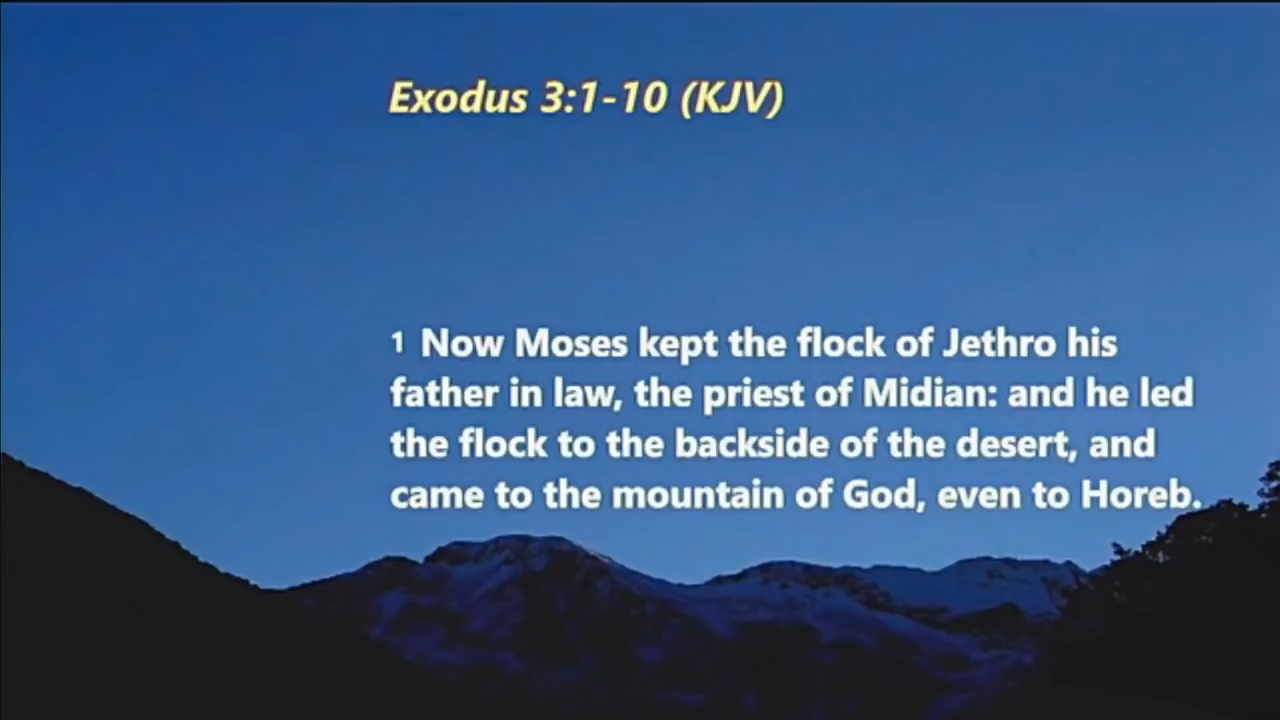 Exodus 3:1-10 (KJV)
1 Now Moses kept the flock of Jethro his
father in law, the priest of Midian: and he led
the flock to the backside of the desert, and
came to the mountain of God, even to Horeb.